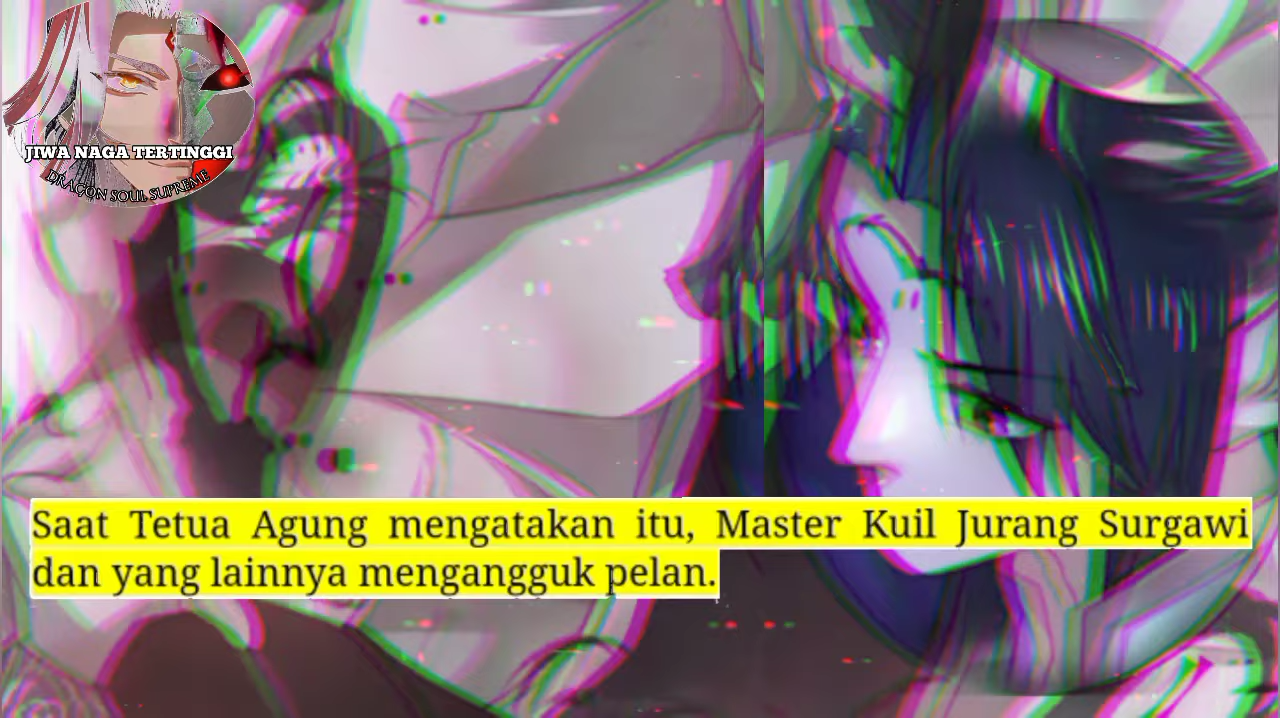 JIWA NAGA TERTINGGI
DRAGON SOUL SUPREME
Saat Tetua Agung mengatakan itu, Master Kuil Jurang Surgawi
dan yang lainnya mengangguk pelan.